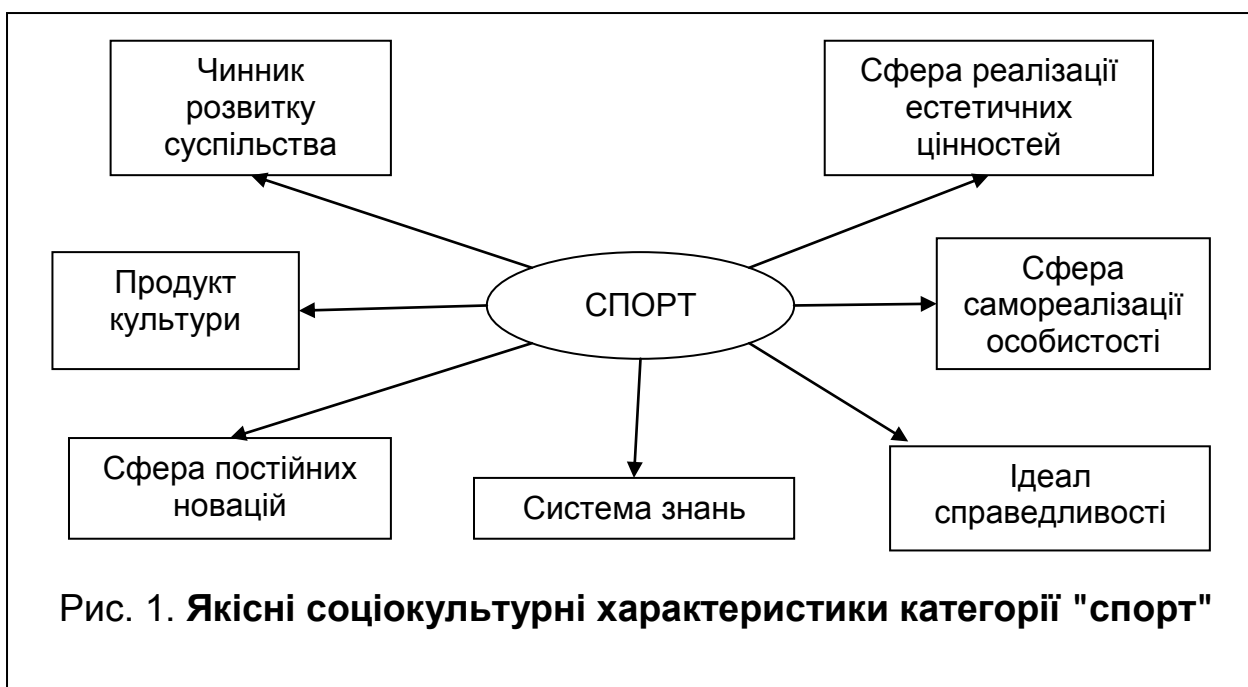 Чинник
розвитку
суспільства
Сфера реалізації
естетичних
цінностей
Продукт
культури
СПОРТ
Сфера
самореалізації
особистості
Сфера постійних
новацій
Система знань
Ідеал
справедливості
Рис. 1. Якісні соціокультурні характеристики категорії "спорт"